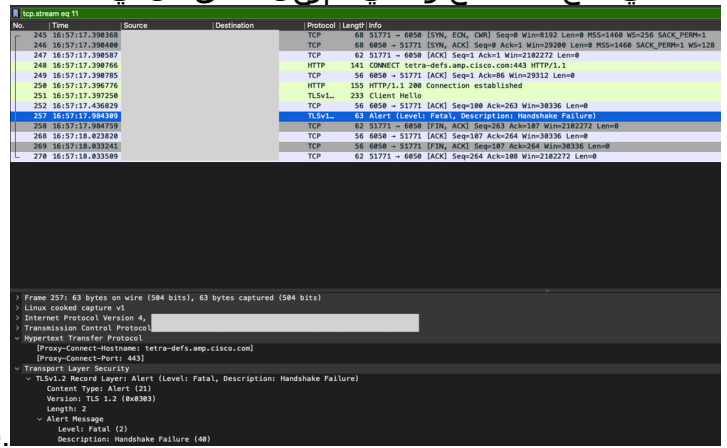 tcp.stream eq 11
No. Time Source Destination Protocol Length Info
245 16:57:17.390368 TCP 68 51771 → 6050 [SYN, ECN, CWR] Seq=0 Win=8192 Len=0 MSS=1460 WS=256 SACK_PERM=1
246 16:57:17.390400 TCP 68 6050 → 51771 [SYN, ACK] Seq=0 Ack=1 Win=29200 Len=0 MSS=1460 SACK_PERM=1 WS=128
247 16:57:17.390587 TCP 62 51771 → 6050 [ACK] Seq=1 Ack=1 Win=2102272 Len=0
248 16:57:17.390766 HTTP 141 CONNECT tetra-defs.amp.cisco.com:443 HTTP/1.1
249 16:57:17.390785 TCP 56 6050 → 51771 [ACK] Seq=1 Ack=86 Win=29312 Len=0
250 16:57:17.396776 HTTP 155 HTTP/1.1 200 Connection established
251 16:57:17.397250 TLSv1… 233 Client Hello
252 16:57:17.436829 TCP 56 6050 → 51771 [ACK] Seq=100 Ack=263 Win=30336 Len=0
257 16:57:17.984309 TLSv1… 63 Alert (Level: Fatal, Description: Handshake Failure)
258 16:57:17.984759 TCP 62 51771 → 6050 [FIN, ACK] Seq=263 Ack=107 Win=2102272 Len=0
268 16:57:18.023820 TCP 56 6050 → 51771 [ACK] Seq=107 Ack=264 Win=30336 Len=0
269 16:57:18.033241 TCP 56 6050 → 51771 [FIN, ACK] Seq=107 Ack=264 Win=30336 Len=0
270 16:57:18.033509 TCP 62 51771 → 6050 [ACK] Seq=264 Ack=108 Win=2102272 Len=0
Frame 257: 63 bytes on wire (504 bits), 63 bytes captured (504 bits)
Linux cooked capture v1
Internet Protocol Version 4,
Transmission Control Protocol
Hypertext Transfer Protocol
[Proxy-Connect-Hostname: tetra-defs.amp.cisco.com]
[Proxy-Connect-Port: 443]
Transport Layer Security
TLSv1.2 Record Layer: Alert (Level: Fatal, Description: Handshake Failure)
Content Type: Alert (21)
Version: TLS 1.2 (0x0303)
Length: 2
Alert Message
Level: Fatal (2)
Description: Handshake Failure (40)